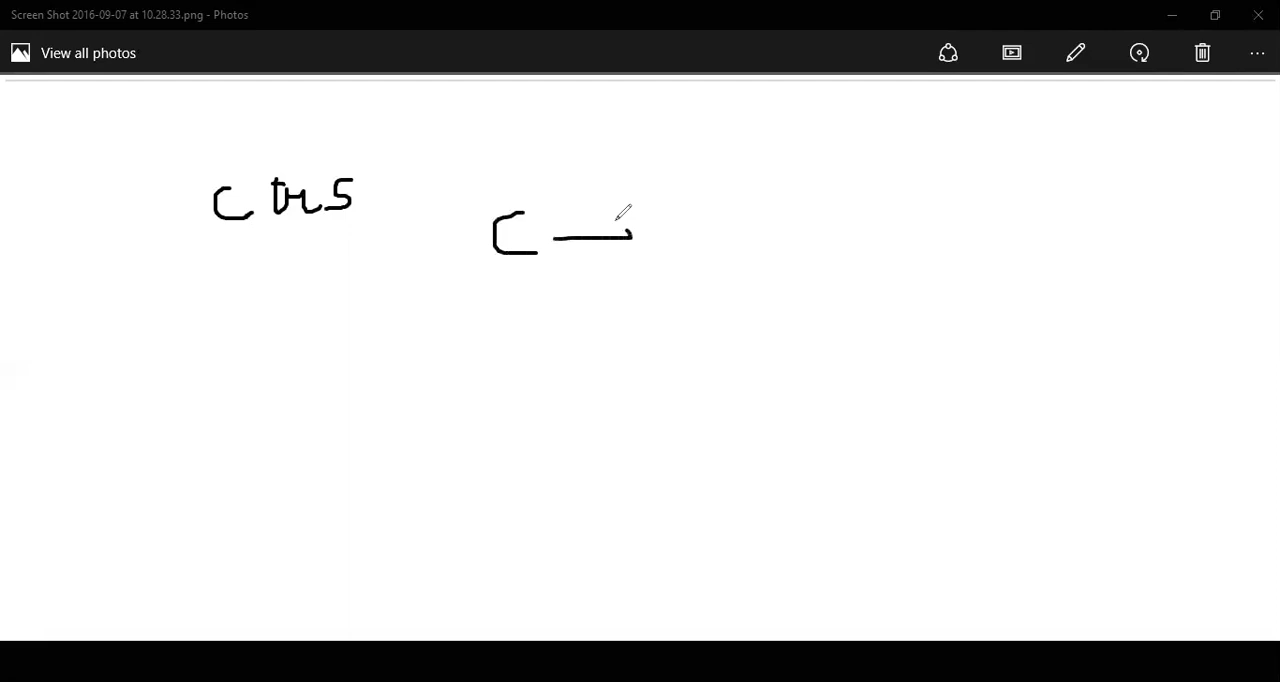 Screen Shot 2016-09-07 at 10.28.33.png - Photos
View all photos
C
C —